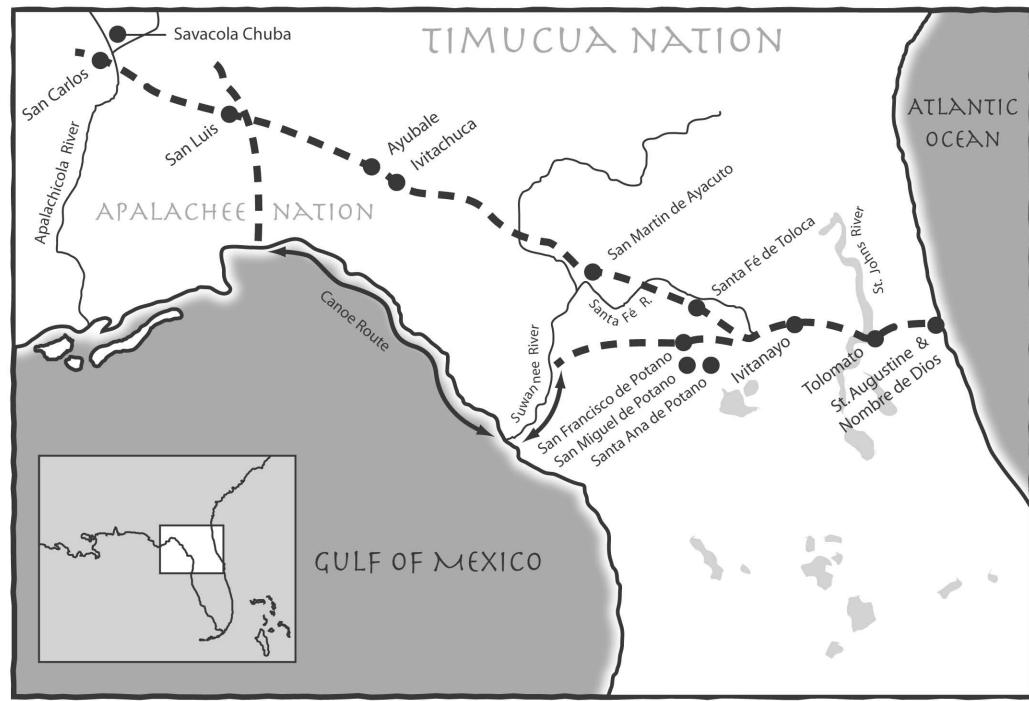 Savacola Chuba
TIMUCUA NATION
San Carlos
ATLANTIC
OCEAN
San Luis
Ayubale
Ivitachuca
Apalachicola River
APALACHEE NATION
San Martin de Ayacuto
Santa Fé de Toloca
St. Johns River
Canoe Route
Santa Fé R.
Suwannee River
San Francisco de Potano
San Miguel de Potano
Santa Ana de Potano
Ivitanayo
Tolomato
St. Augustine &
Nombre de Dios
GULF OF MEXICO